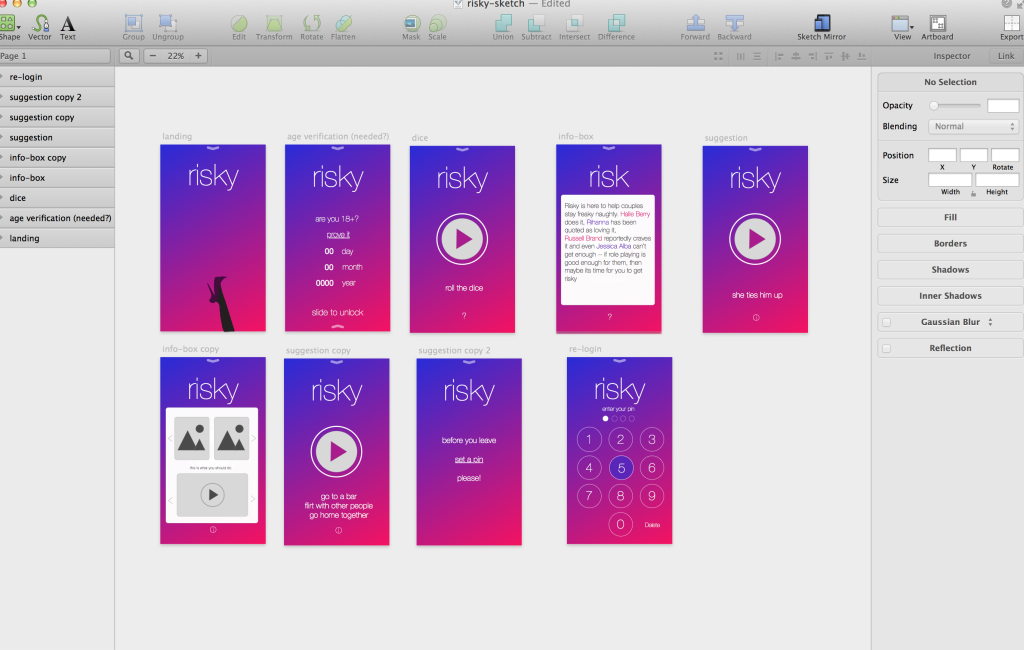 risky-sketch — Edited
Shape Vector Text Group Ungroup Edit Transform Rotate Flatten Mask Scale Union Subtract Intersect Difference Forward Backward Sketch Mirror View Artboard Export
Page 1
22%
Inspector Link
re-login
suggestion copy 2
suggestion copy
suggestion
info-box copy
info-box
dice
age verification (needed?)
landing
landing
risky
age verification (needed?)
risky
are you 18+?
prove it
00 day
00 month
0000 year
slide to unlock
dice
risky
roll the dice
?
info-box
risk
Risky is here to help couples
stay freaky naughty. Halle Berry
does it, Rihanna has been
quoted as loving it,
Russell Brand reportedly craves
it and even Jessica Alba can't
get enough -- if role playing is
good enough for them, then
maybe its time for you to get
risky
?
suggestion
risky
she ties him up
info-box copy
risky
this is what you should do
suggestion copy
risky
go to a bar
flirt with other people
go home together
suggestion copy 2
risky
before you leave
set a pin
please!
re-login
risky
enter your pin
1 2 3
4 5 6
7 8 9
0 Delete
No Selection
Opacity
Blending Normal
Position
X Y Rotate
Size
Width Height
Fill
Borders
Shadows
Inner Shadows
Gaussian Blur
Reflection